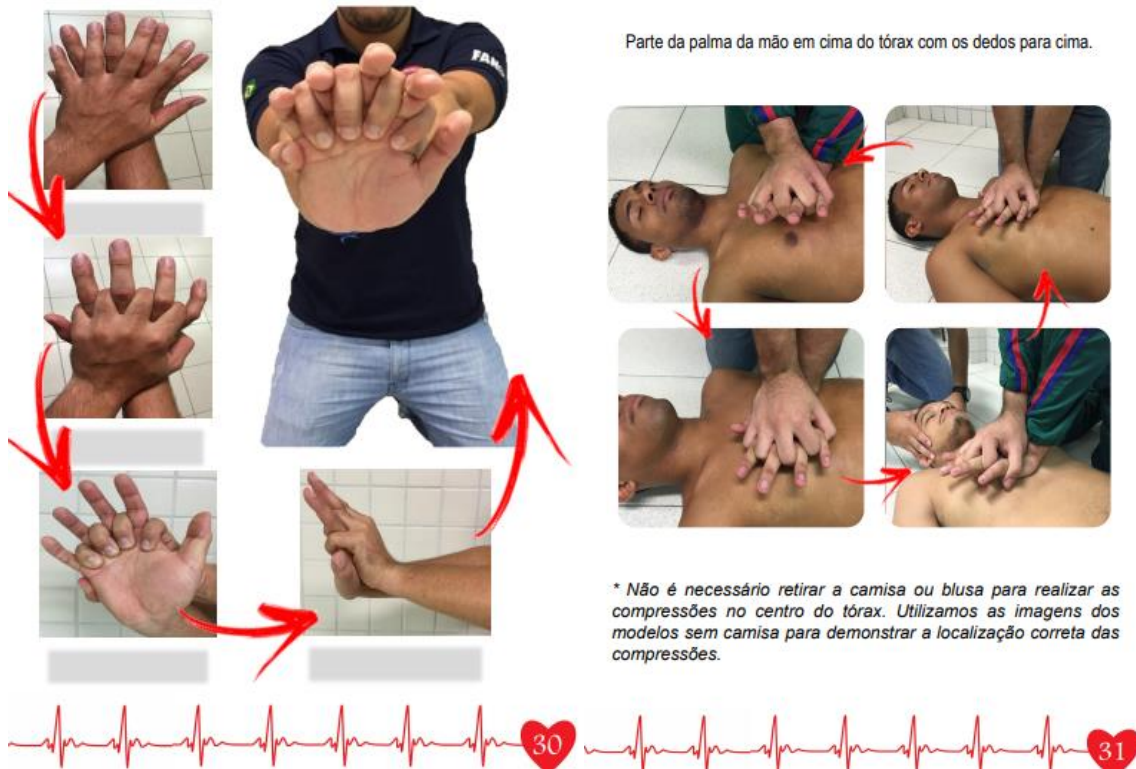 FAN
30
Parte da palma da mão em cima do tórax com os dedos para cima.
* Não é necessário retirar a camisa ou blusa para realizar as
compressões no centro do tórax. Utilizamos as imagens dos
modelos sem camisa para demonstrar a localização correta das
compressões.
31